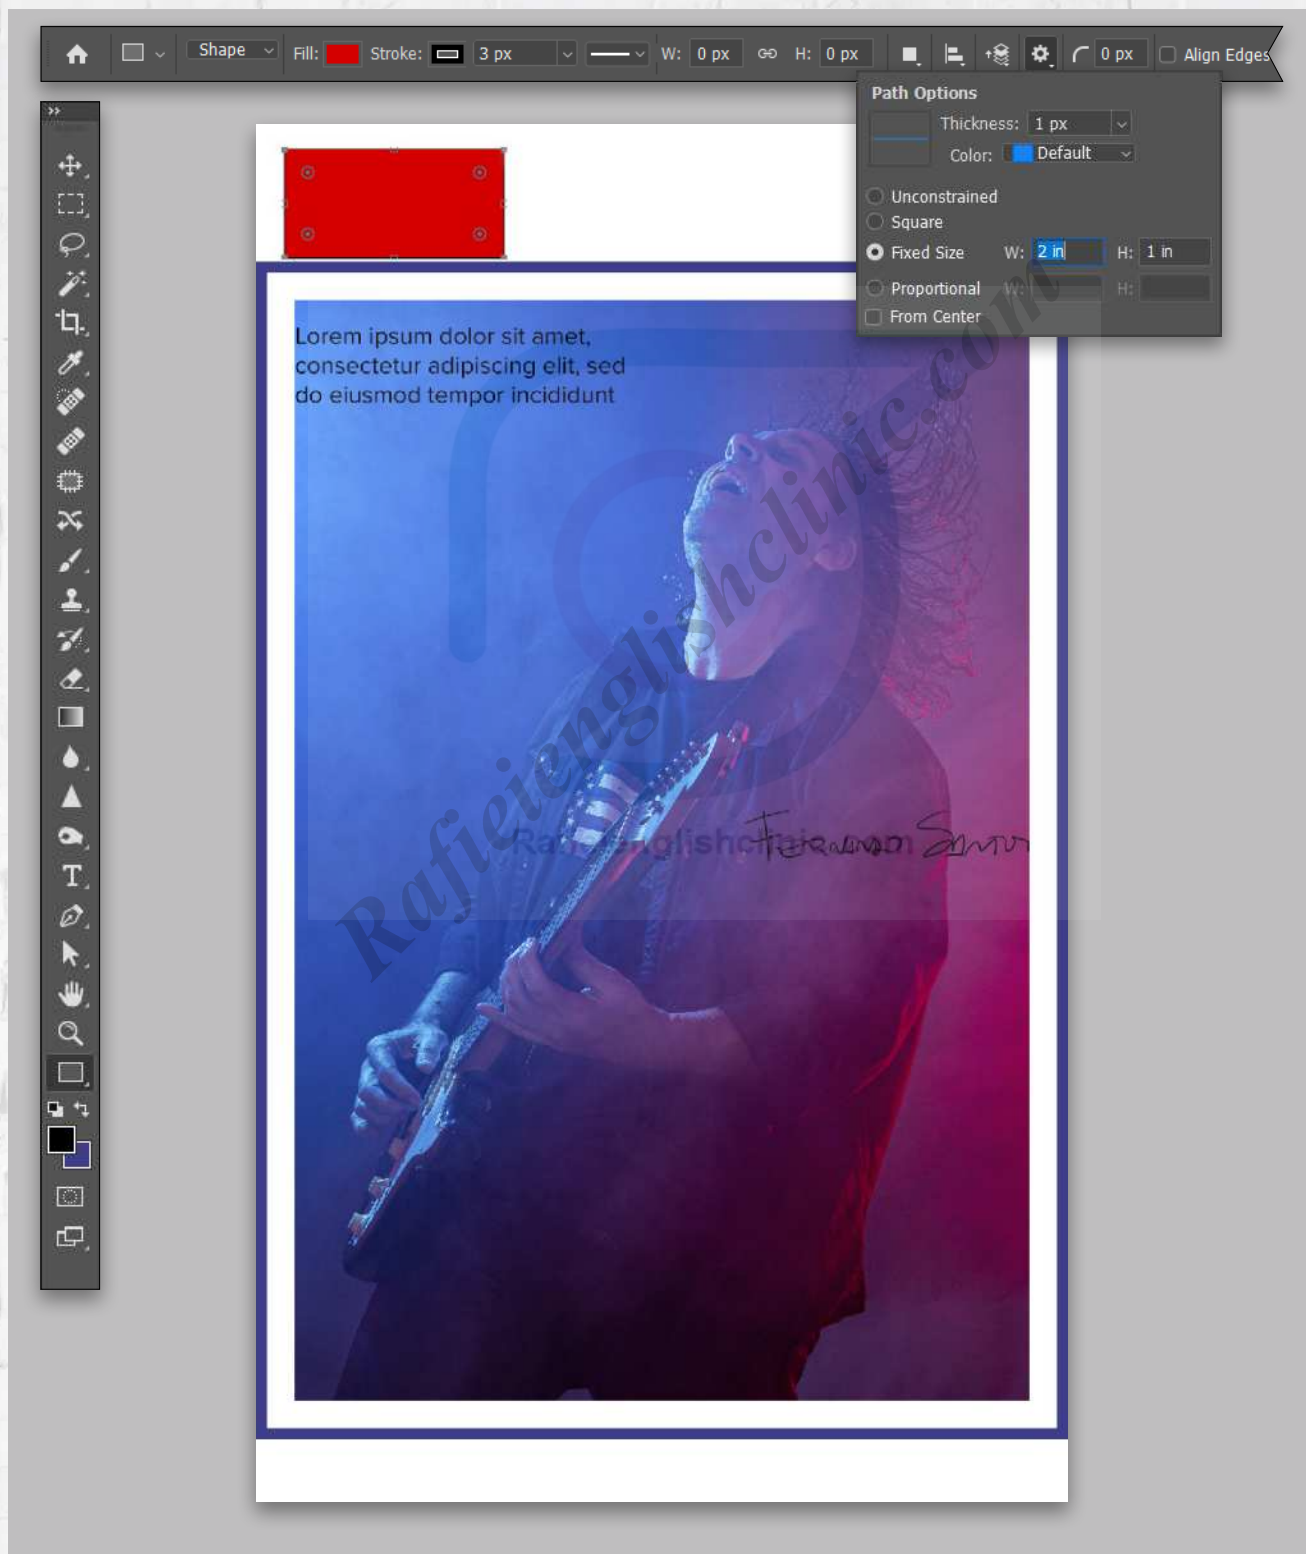 Shape Fill: Stroke: 3 px W: 0 px H: 0 px 0 px Align Edges
Path Options
Thickness: 1 px
Color: Default
Unconstrained
Square
Fixed Size W: 2 in H: 1 in
Proportional W: H:
From Center
Lorem ipsum dolor sit amet,
consectetur adipiscing elit, sed
do eiusmod tempor incididunt
Rafieienglishclinic.com
Rafieienglishclinic.com